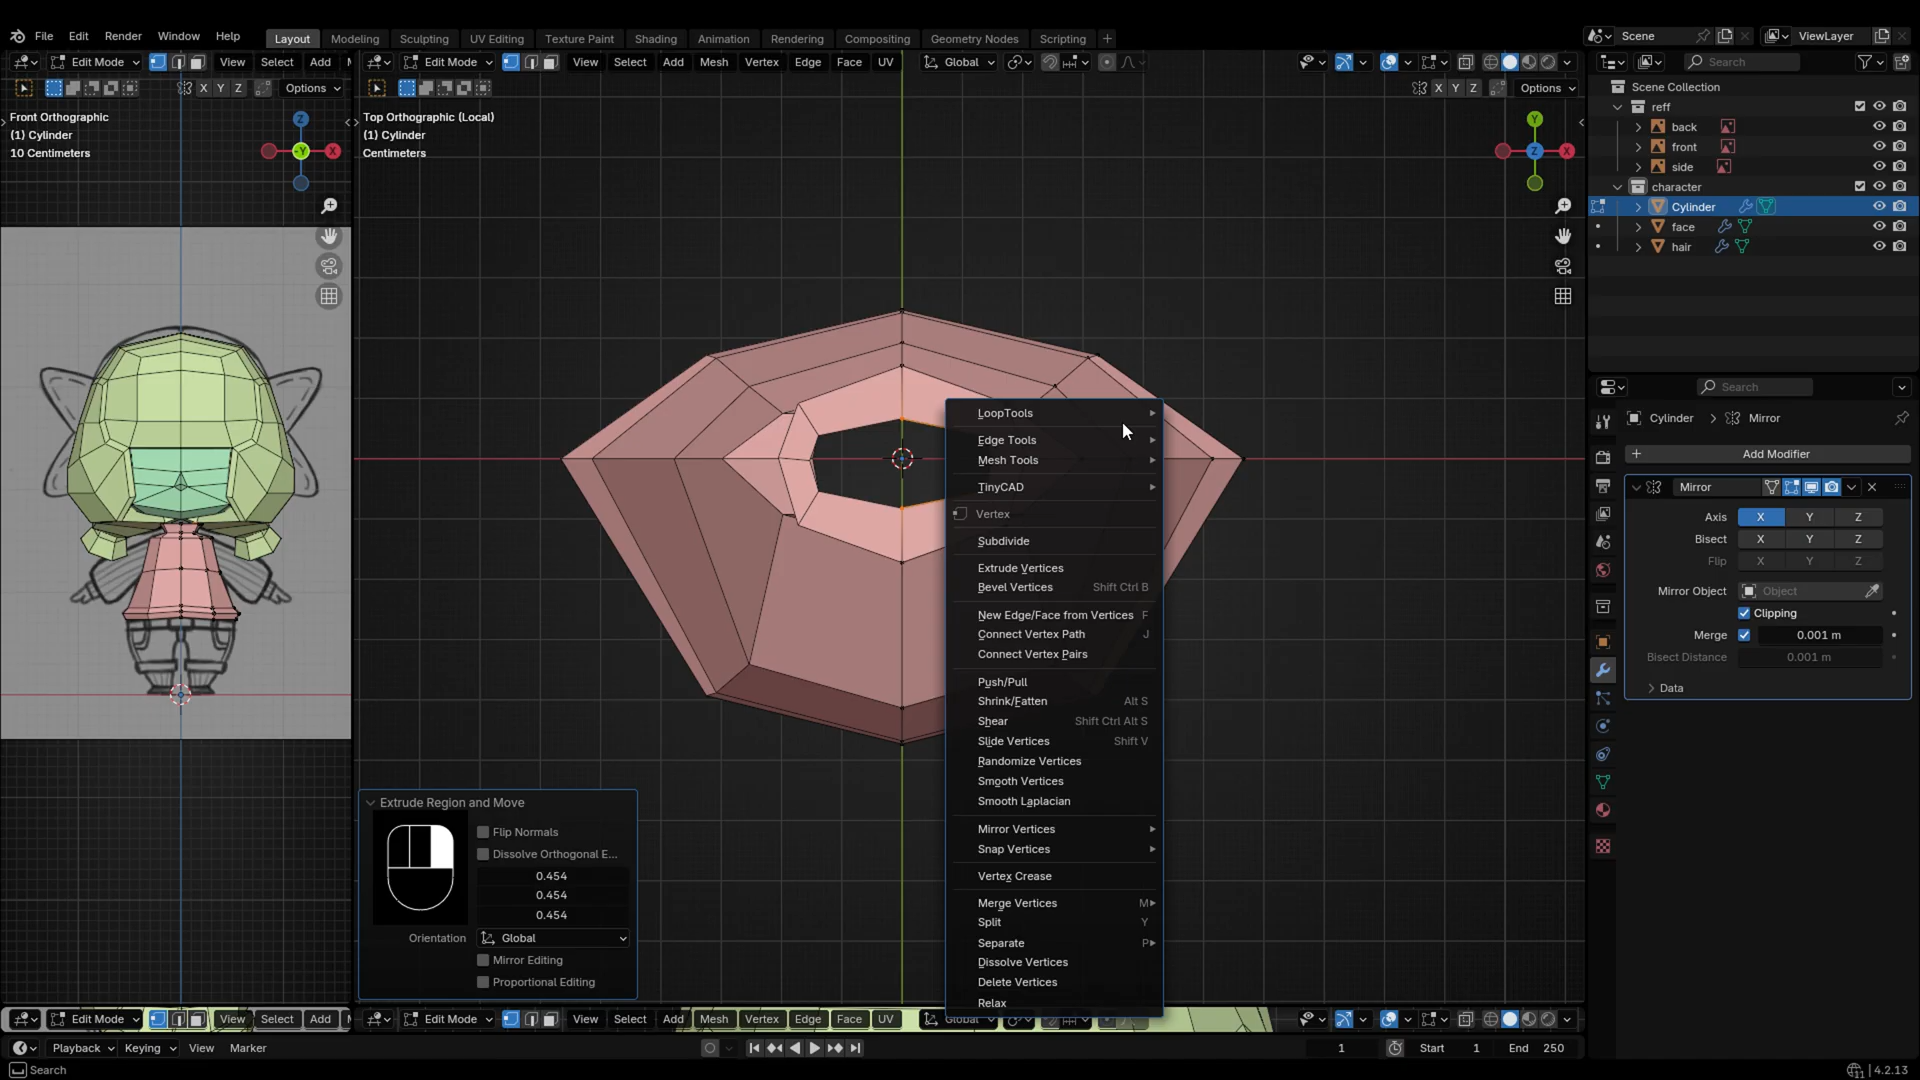 File Edit Render Window Help
Layout Modeling Sculpting UV Editing Texture Paint Shading Animation Rendering Compositing Geometry Nodes Scripting +
Scene
ViewLayer
Edit Mode View Select Add
Edit Mode View Select Add Mesh Vertex Edge Face UV
Global
X Y Z Options
X Y Z Options
Front Orthographic
(1) Cylinder
10 Centimeters
Z
-Y
X
Top Orthographic (Local)
(1) Cylinder
Centimeters
Y
Z
X
Search
Scene Collection
reff
back
front
side
character
Cylinder
face
hair
Search
Cylinder > Mirror
+ Add Modifier
Mirror
Axis X Y Z
Bisect X Y Z
Flip X Y Z
Mirror Object Object
Clipping
Merge 0.001 m
Bisect Distance 0.001 m
Data
LoopTools
Edge Tools
Mesh Tools
TinyCAD
Vertex
Subdivide
Extrude Vertices
Bevel Vertices Shift Ctrl B
New Edge/Face from Vertices F
Connect Vertex Path J
Connect Vertex Pairs
Push/Pull
Shrink/Fatten Alt S
Shear Shift Ctrl Alt S
Slide Vertices Shift V
Randomize Vertices
Smooth Vertices
Smooth Laplacian
Mirror Vertices
Snap Vertices
Vertex Crease
Merge Vertices M
Split Y
Separate P
Dissolve Vertices
Delete Vertices
Relax
Extrude Region and Move
Flip Normals
Dissolve Orthogonal E...
0.454
0.454
0.454
Orientation Global
Mirror Editing
Proportional Editing
Edit Mode View Select Add
Edit Mode View Select Add Mesh Vertex Edge Face UV
Global
Playback Keying View Marker
1 Start 1 End 250
Search
4.2.13